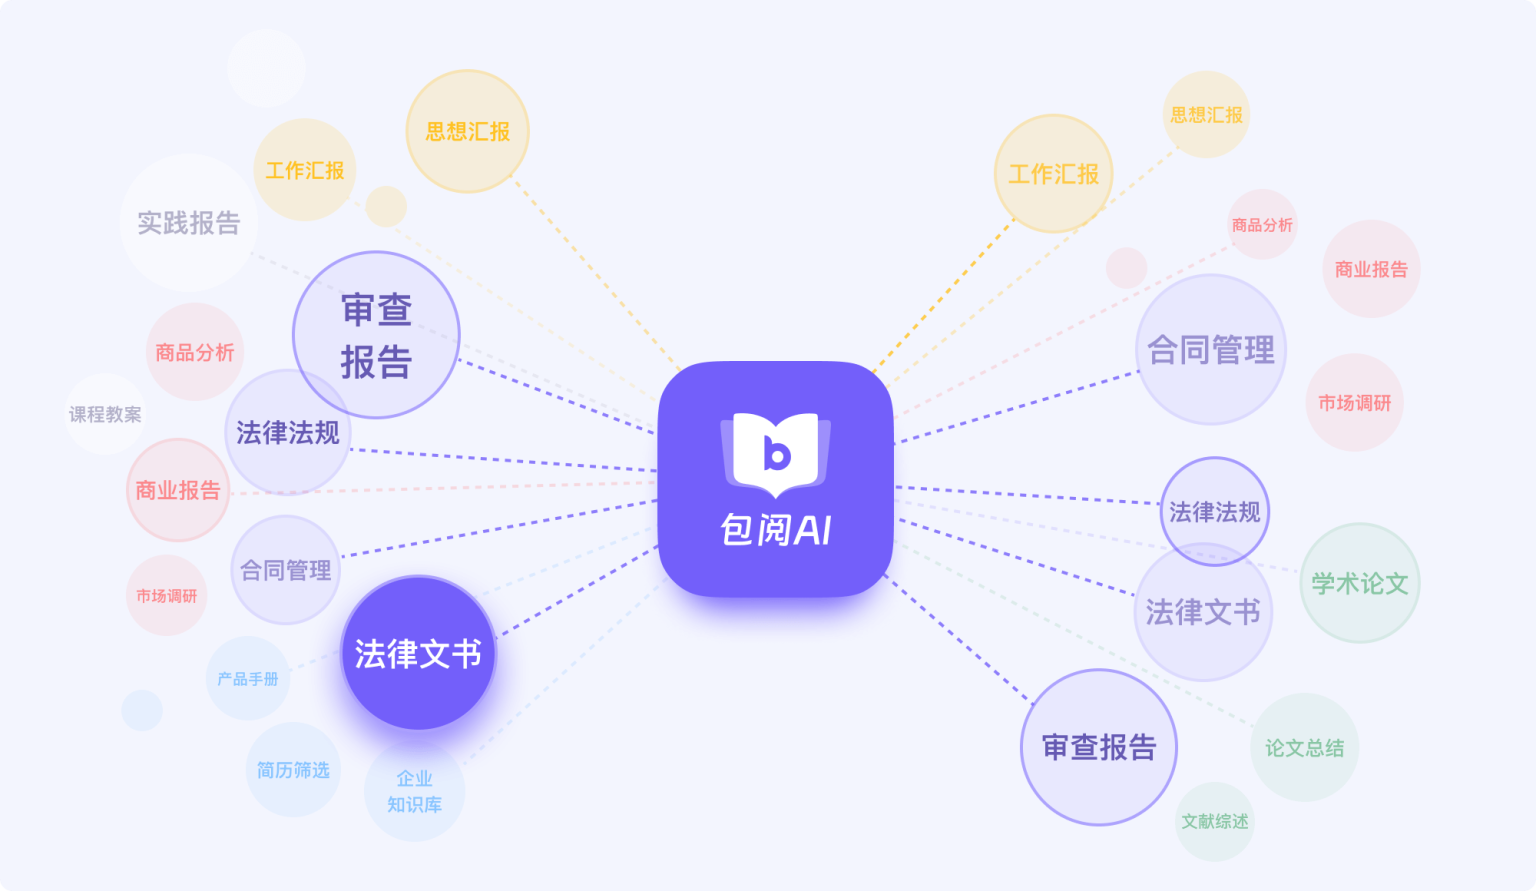 思想汇报
工作汇报
实践报告
审查
报告
商品分析
课程教案
法律法规
商业报告
合同管理
市场调研
法律文书
产品手册
简历筛选
企业
知识库
包阅AI
思想汇报
工作汇报
商品分析
商业报告
合同管理
市场调研
法律法规
学术论文
法律文书
审查报告
论文总结
文献综述